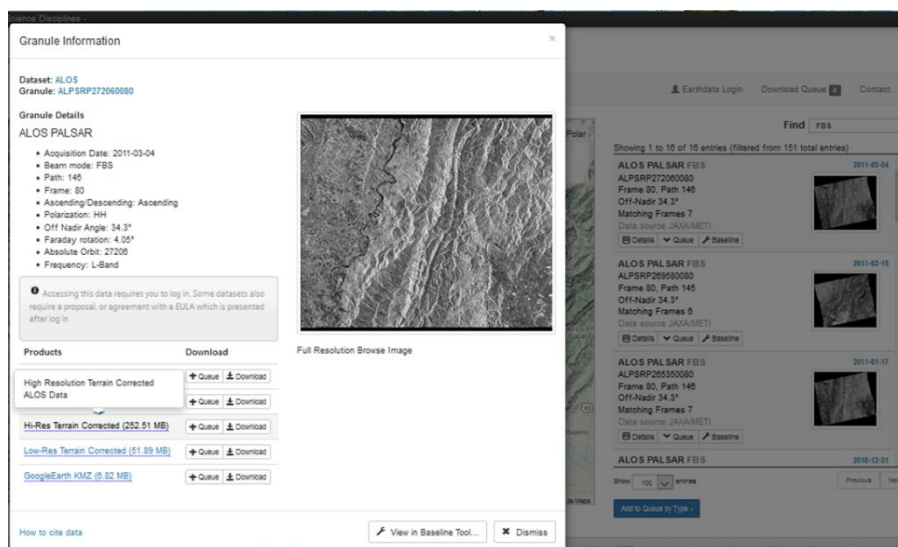 Science Disciplines
Granule Information
×
Dataset: ALOS
Granule: ALPSRP272060080
Granule Details
ALOS PALSAR
Acquisition Date: 2011-03-04
Beam mode: FBS
Path: 146
Frame: 80
Ascending/Descending: Ascending
Polarization: HH
Off Nadir Angle: 34.3°
Faraday rotation: 4.05°
Absolute Orbit: 27206
Frequency: L-Band
Accessing this data requires you to log in. Some datasets also
require a proposal, or agreement with a EULA which is presented
after log in
Products Download
Queue Download
High Resolution Terrain Corrected
ALOS Data
Queue Download
Hi-Res Terrain Corrected (252.51 MB) Queue Download
Low-Res Terrain Corrected (51.89 MB) Queue Download
GoogleEarth KMZ (6.82 MB) Queue Download
Full Resolution Browse Image
How to cite data
View in Baseline Tool...
Dismiss
Earthdata Login Download Queue Contact
Polar
Find FBS
Showing 1 to 16 of 16 entries (filtered from 151 total entries)
ALOS PALSAR FBS 2011-03-04
ALPSRP272060080
Frame 80, Path 146
Off-Nadir 34.3°
Matching Frames 7
Data source JAXA/METI
Details Queue Baseline
ALOS PALSAR FBS
ALPSRP269580080
Frame 80, Path 146
Off-Nadir 34.3°
Matching Frames 6
Data source JAXA/METI
Details Queue Baseline
ALOS PALSAR FBS 2011-01-17
ALPSRP265350080
Frame 80, Path 146
Off-Nadir 34.3°
Matching Frames 7
Data source JAXA/METI
Details Queue Baseline
ALOS PALSAR FBS 2010-12-31
Show 100 entries
Previous
Add to Queue by Type